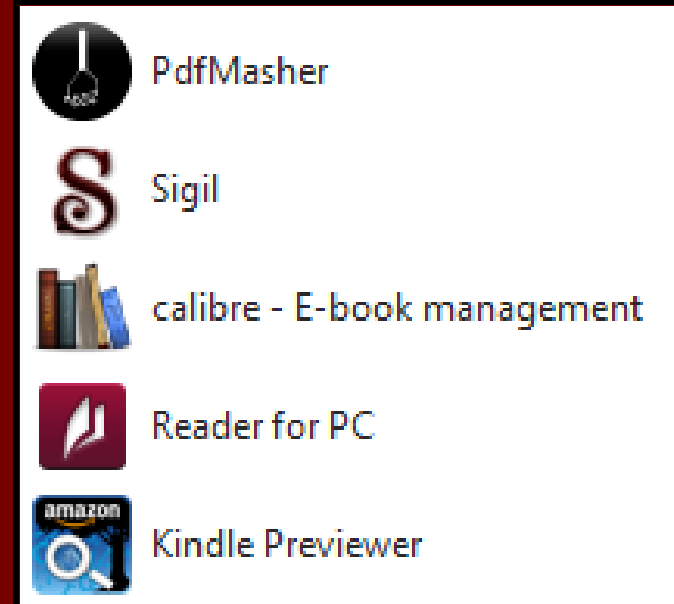 PdfMasher
Sigil
calibre - E-book management
Reader for PC
amazon
Kindle Previewer